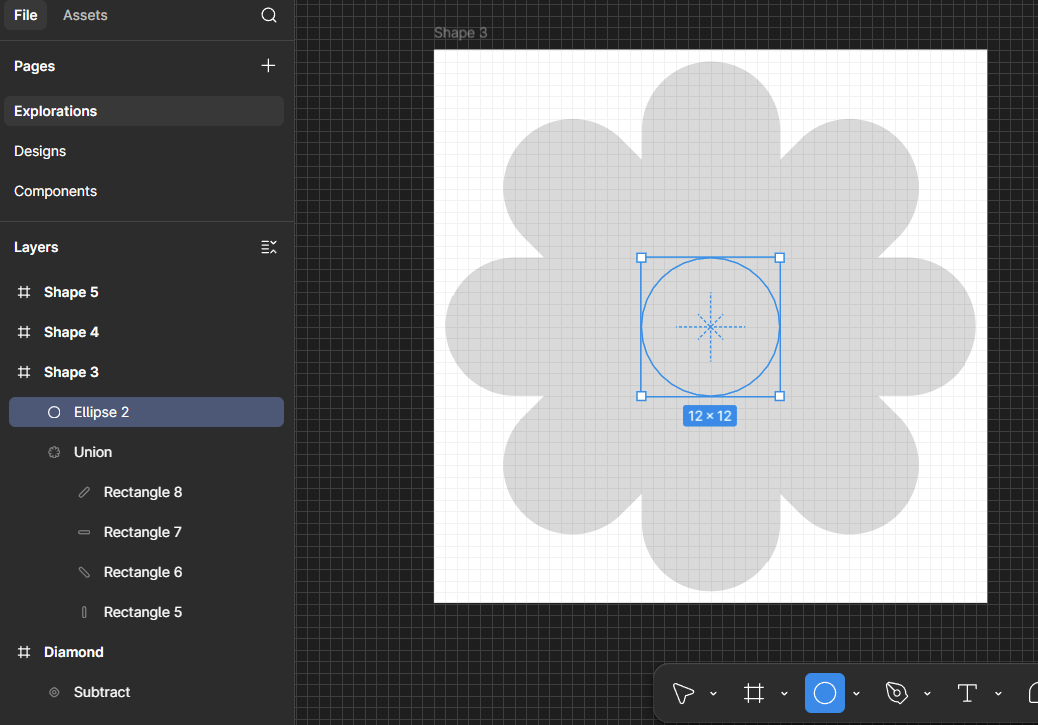 File
Assets
Shape 3
Pages
Explorations
Designs
Components
Layers
Shape 5
Shape 4
Shape 3
Ellipse 2
Union
Rectangle 8
Rectangle 7
Rectangle 6
Rectangle 5
Diamond
Subtract
12 × 12